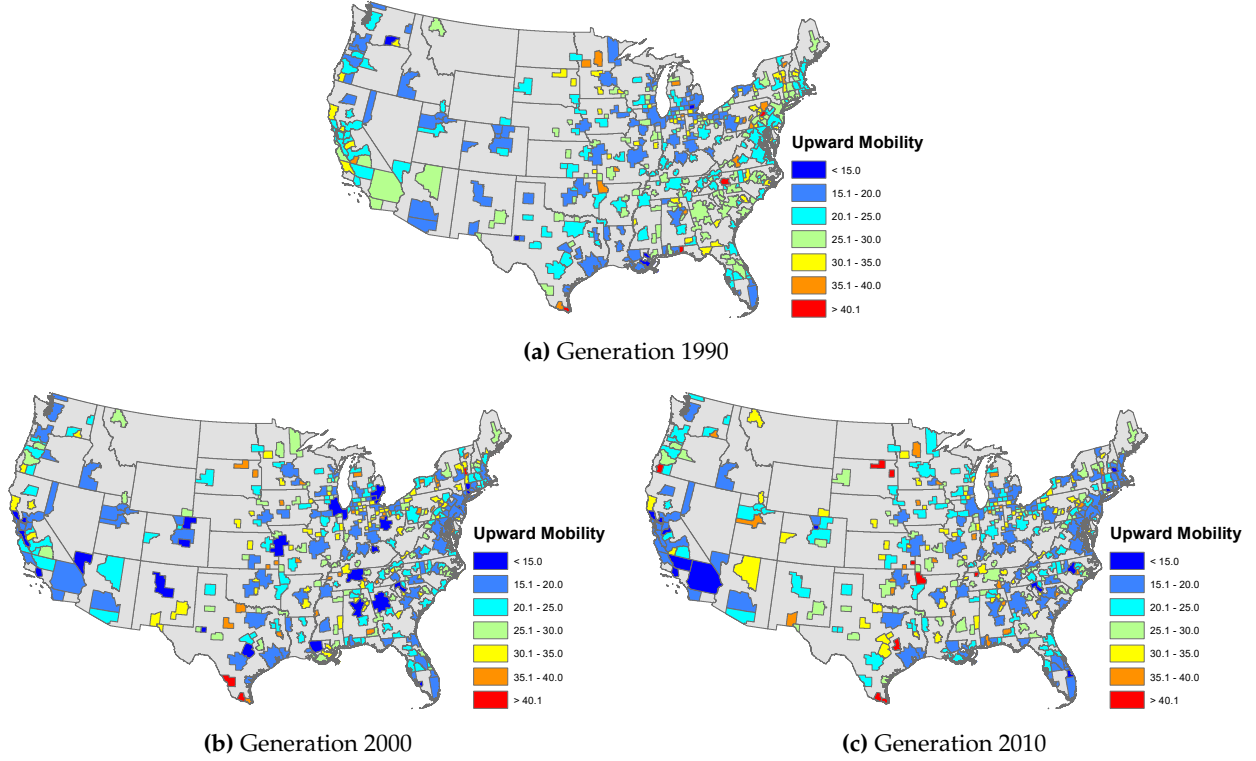 Upward Mobility
< 15.0
15.1 - 20.0
20.1 - 25.0
25.1 - 30.0
30.1 - 35.0
35.1 - 40.0
> 40.1
(a) Generation 1990
Upward Mobility
< 15.0
15.1 - 20.0
20.1 - 25.0
25.1 - 30.0
30.1 - 35.0
35.1 - 40.0
> 40.1
(b) Generation 2000
Upward Mobility
< 15.0
15.1 - 20.0
20.1 - 25.0
25.1 - 30.0
30.1 - 35.0
35.1 - 40.0
> 40.1
(c) Generation 2010